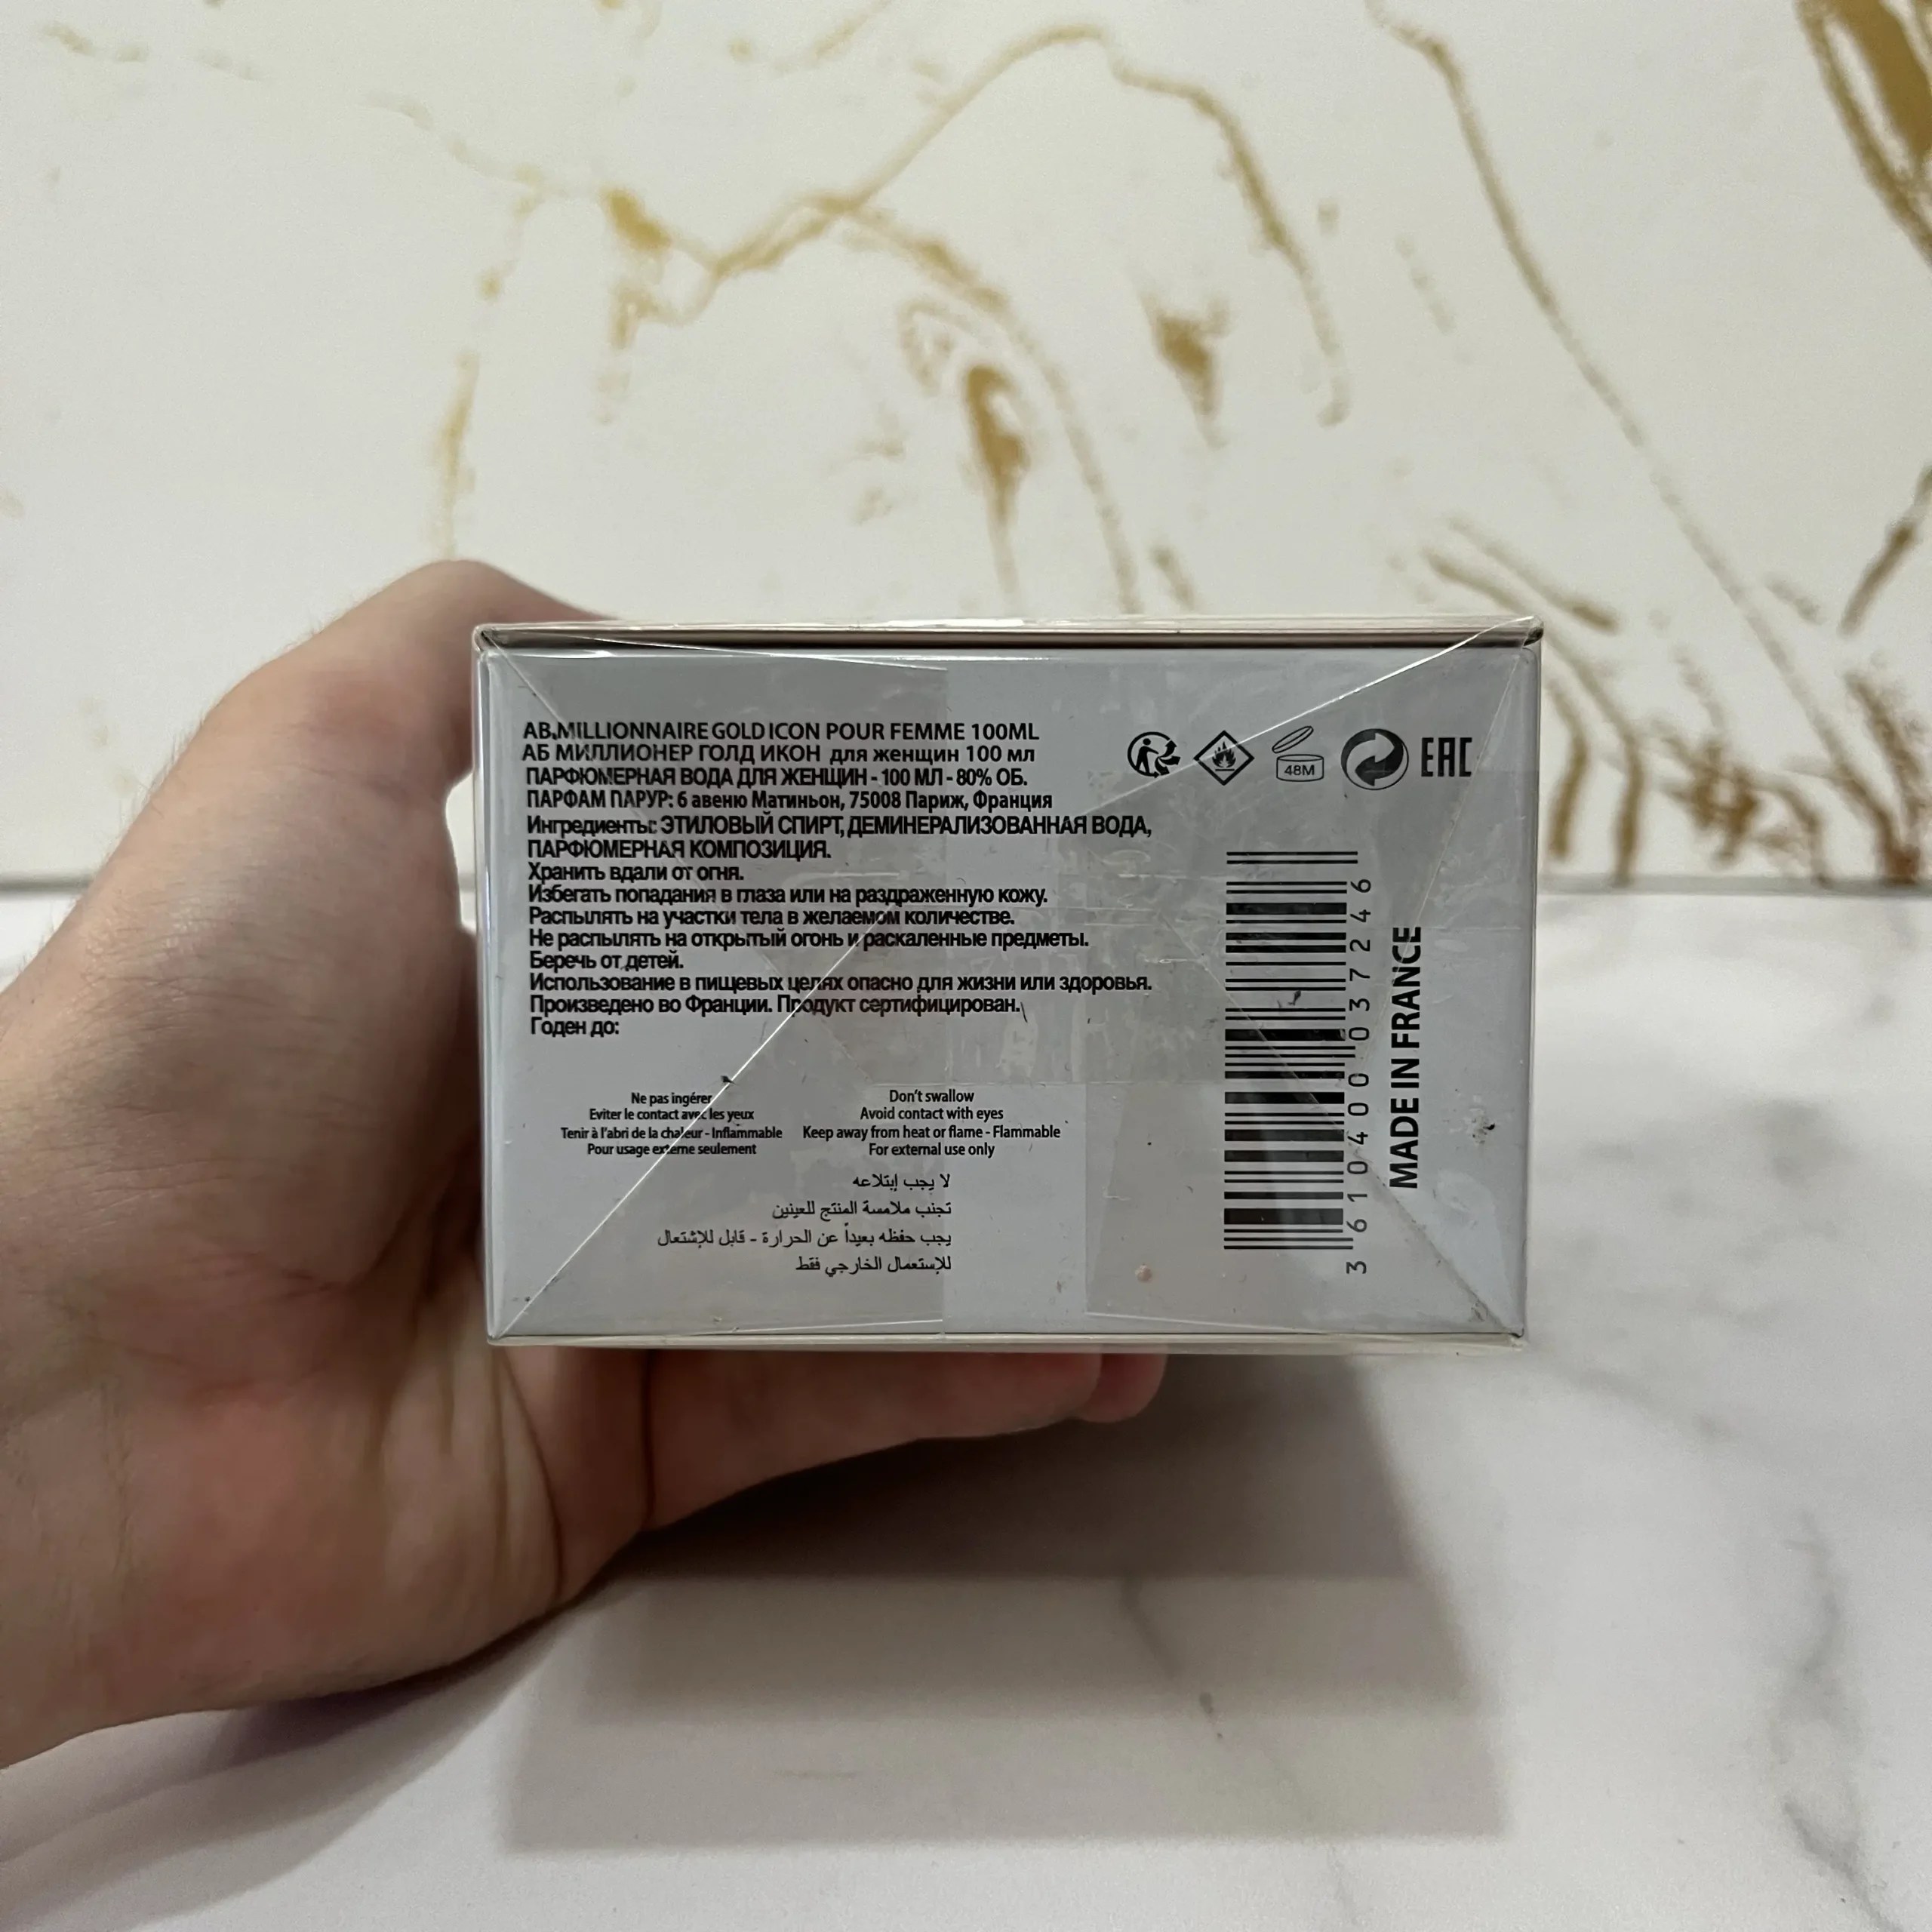 AB.MILLIONNAIRE GOLD ICON POUR FEMME 100ML
АБ МИЛЛИОНЕР ГОЛД ИКОН для женщин 100 мл
ПАРФЮМЕРНАЯ ВОДА ДЛЯ ЖЕНЩИН - 100 МЛ - 80% ОБ.
ПАРФАМ ПАРУР: 6 авеню Матиньон, 75008 Париж, Франция
Ингредиенты: ЭТИЛОВЫЙ СПИРТ, ДЕМИНЕРАЛИЗОВАННАЯ ВОДА,
ПАРФЮМЕРНАЯ КОМПОЗИЦИЯ.
Хранить вдали от огня.
Избегать попадания в глаза или на раздраженную кожу.
Распылять на участки тела в желаемом количестве.
Не распылять на открытый огонь и раскаленные предметы.
Беречь от детей.
Использование в пищевых целях опасно для жизни или здоровья.
Произведено во Франции. Продукт сертифицирован.
Годен до:
48M
EAC
Ne pas ingérer
Eviter le contact avec les yeux
Tenir à l'abri de la chaleur - Inflammable
Pour usage externe seulement
Don't swallow
Avoid contact with eyes
Keep away from heat or flame - Flammable
For external use only
لا يجب إبتلاعه
تجنب ملامسة المنتج للعينين
يجب حفظه بعيداً عن الحرارة - قابل للإشتعال
للإستعمال الخارجي فقط
3610400037246
MADE IN FRANCE